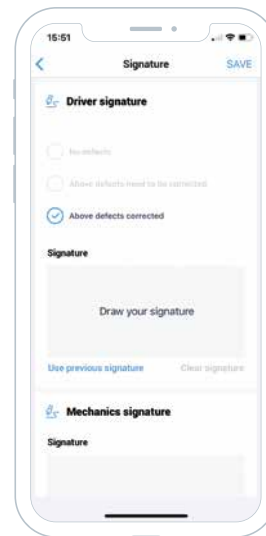 15:51
Signature SAVE
Driver signature
No defects
Above defects need to be corrected
Above defects corrected
Signature
Draw your signature
Use previous signature Clear signature
Mechanics signature
Signature